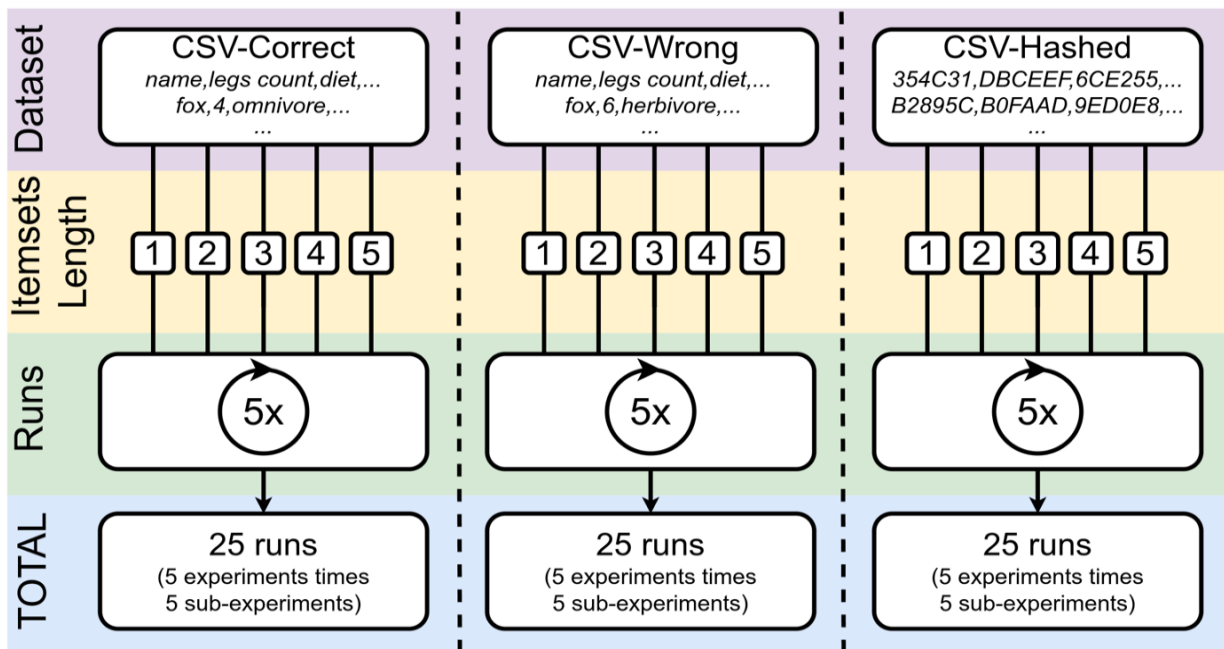 Dataset
CSV-Correct
name,legs count,diet,...
fox,4,omnivore,...
...
CSV-Wrong
name,legs count,diet,...
fox,6,herbivore,...
...
CSV-Hashed
354C31,DBCEEF,6CE255,...
B2895C,B0FAAD,9ED0E8,...
...
Itemsets
Length
1 2 3 4 5
1 2 3 4 5
1 2 3 4 5
Runs
5x
5x
5x
TOTAL
25 runs
(5 experiments times
5 sub-experiments)
25 runs
(5 experiments times
5 sub-experiments)
25 runs
(5 experiments times
5 sub-experiments)